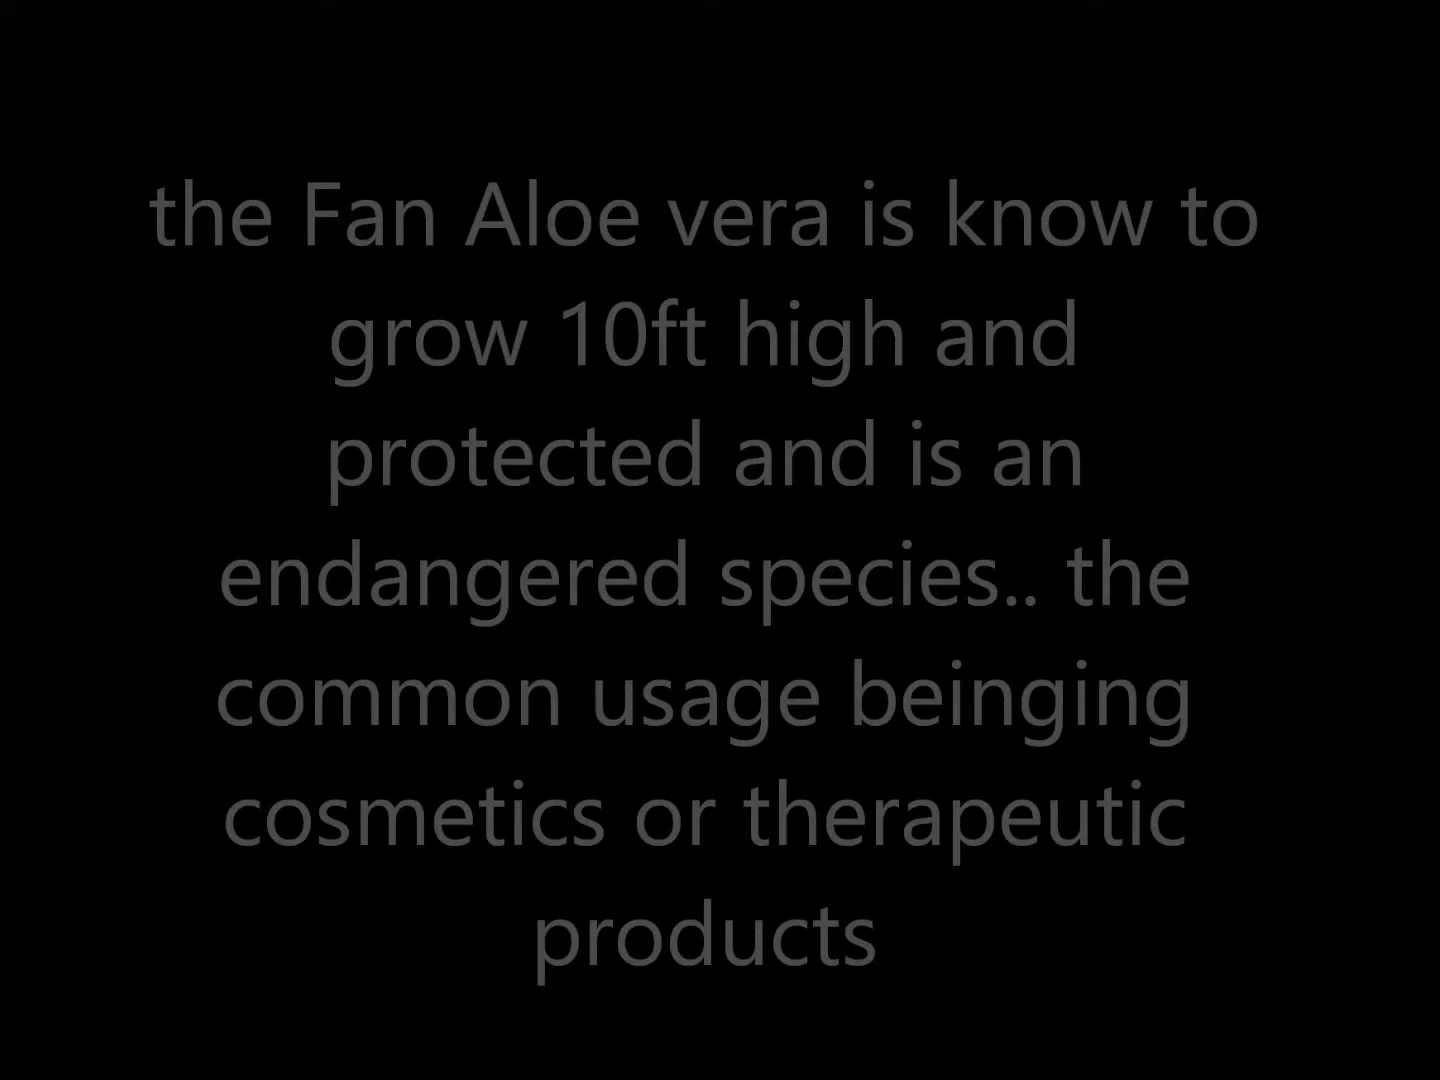 the Fan Aloe vera is know to
grow 10ft high and
protected and is an
endangered species.. the
common usage beinging
cosmetics or therapeutic
products